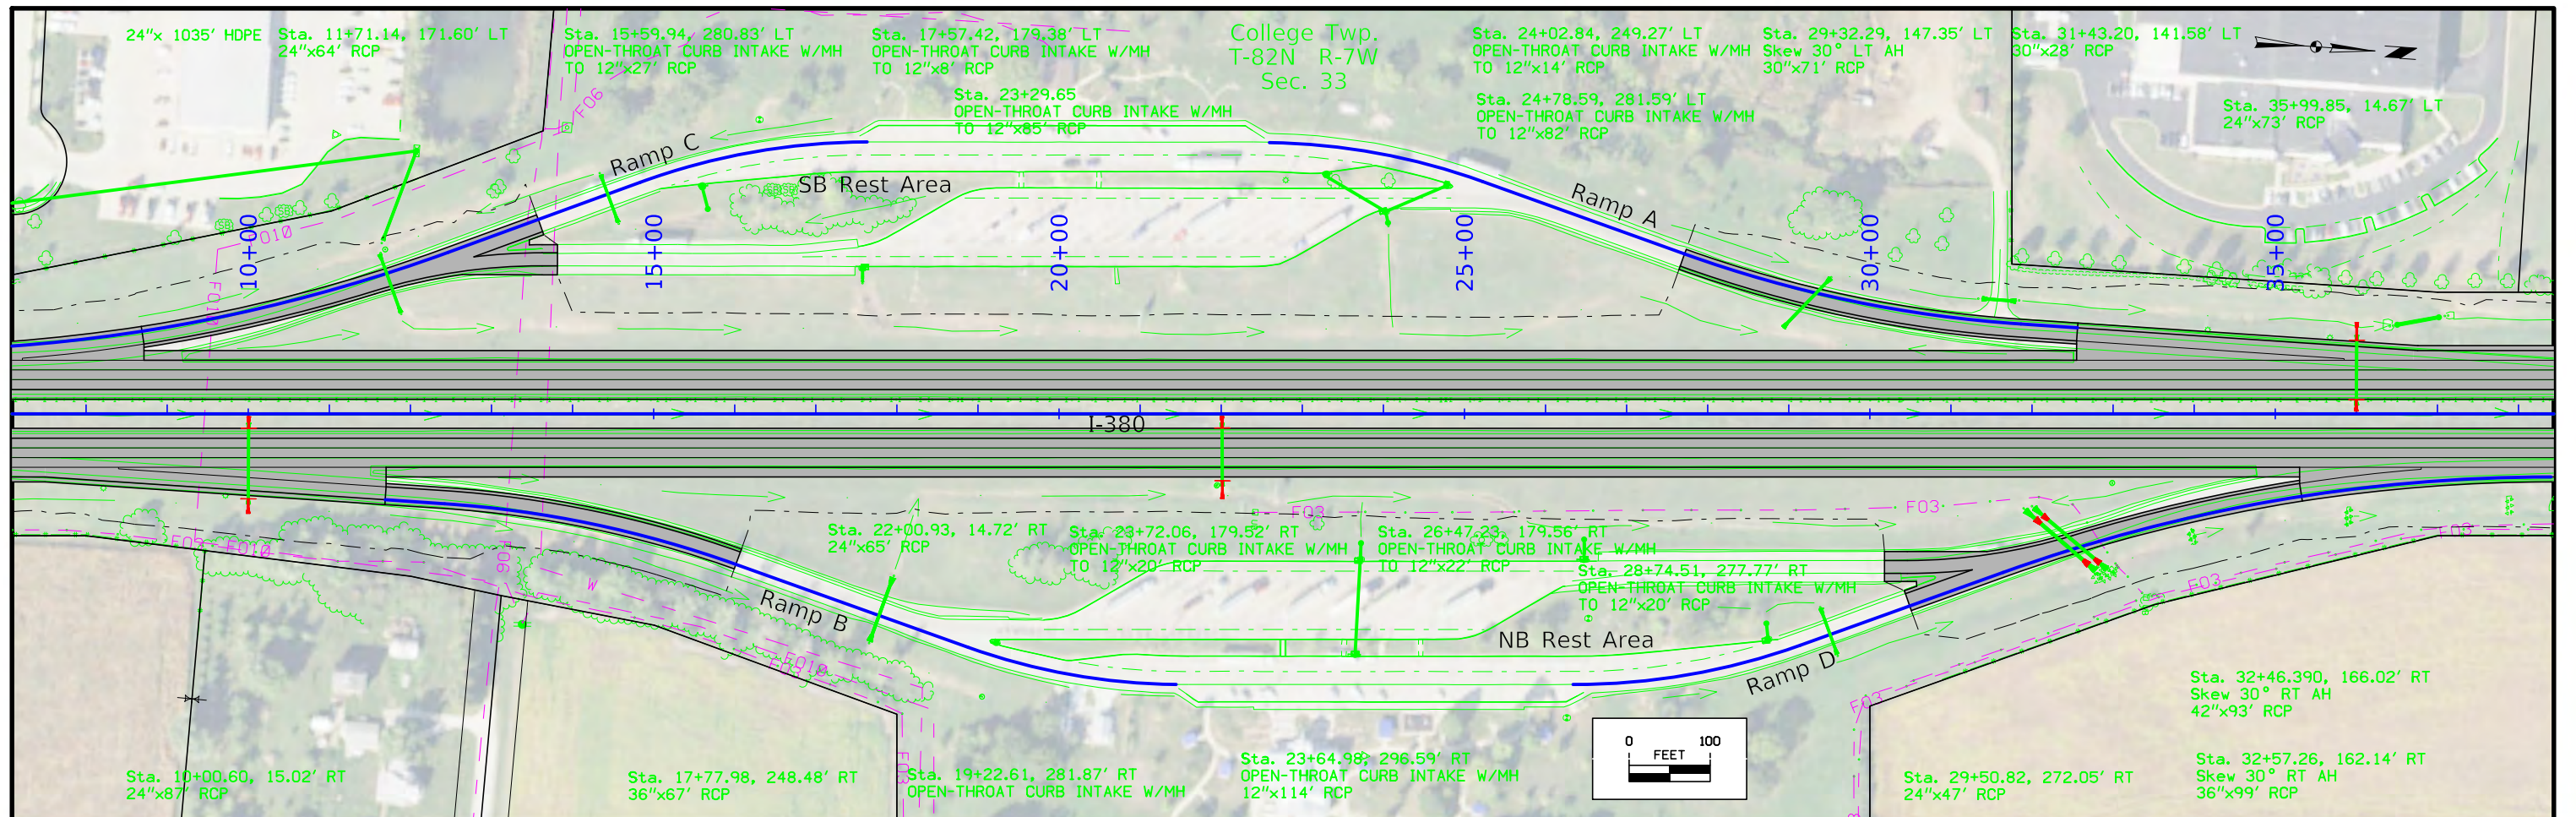 24"x 1035' HDPE
Sta. 11+71.14, 171.60' LT
24"x64' RCP
Sta. 15+59.94, 280.83' LT
OPEN-THROAT CURB INTAKE W/MH
TO 12"x27' RCP
Sta. 17+57.42, 179.38' LT
OPEN-THROAT CURB INTAKE W/MH
TO 12"x8' RCP
College Twp.
T-82N R-7W
Sec. 33
Sta. 24+02.84, 249.27' LT
OPEN-THROAT CURB INTAKE W/MH
TO 12"x14' RCP
Sta. 29+32.29, 147.35' LT
Skew 30° LT AH
30"x71' RCP
Sta. 31+43.20, 141.58' LT
30"x28' RCP
Sta. 23+29.65
OPEN-THROAT CURB INTAKE W/MH
TO 12"x85' RCP
Sta. 24+78.59, 281.59' LT
OPEN-THROAT CURB INTAKE W/MH
TO 12"x82' RCP
Sta. 35+99.85, 14.67' LT
24"x73' RCP
F06
Ramp C
SB Rest Area
Ramp A
F010
F010
10+00
15+00
20+00
25+00
30+00
35+00
I-380
F03
F03
F03
F010
F06
W
F03
F03
Sta. 22+00.93, 14.72' RT
24"x65' RCP
Sta. 23+72.06, 179.52' RT
OPEN-THROAT CURB INTAKE W/MH
TO 12"x20' RCP
Sta. 26+47.23, 179.56' RT
OPEN-THROAT CURB INTAKE W/MH
TO 12"x22' RCP
Sta. 28+74.51, 277.77' RT
OPEN-THROAT CURB INTAKE W/MH
TO 12"x20' RCP
Ramp B
NB Rest Area
Ramp D
F010
F03
F03
F03
Sta. 32+46.390, 166.02' RT
Skew 30° RT AH
42"x93' RCP
0 100
FEET
Sta. 10+00.60, 15.02' RT
24"x87' RCP
Sta. 17+77.98, 248.48' RT
36"x67' RCP
Sta. 19+22.61, 281.87' RT
OPEN-THROAT CURB INTAKE W/MH
Sta. 23+64.98, 296.59' RT
OPEN-THROAT CURB INTAKE W/MH
12"x114' RCP
Sta. 29+50.82, 272.05' RT
24"x47' RCP
Sta. 32+57.26, 162.14' RT
Skew 30° RT AH
36"x99' RCP